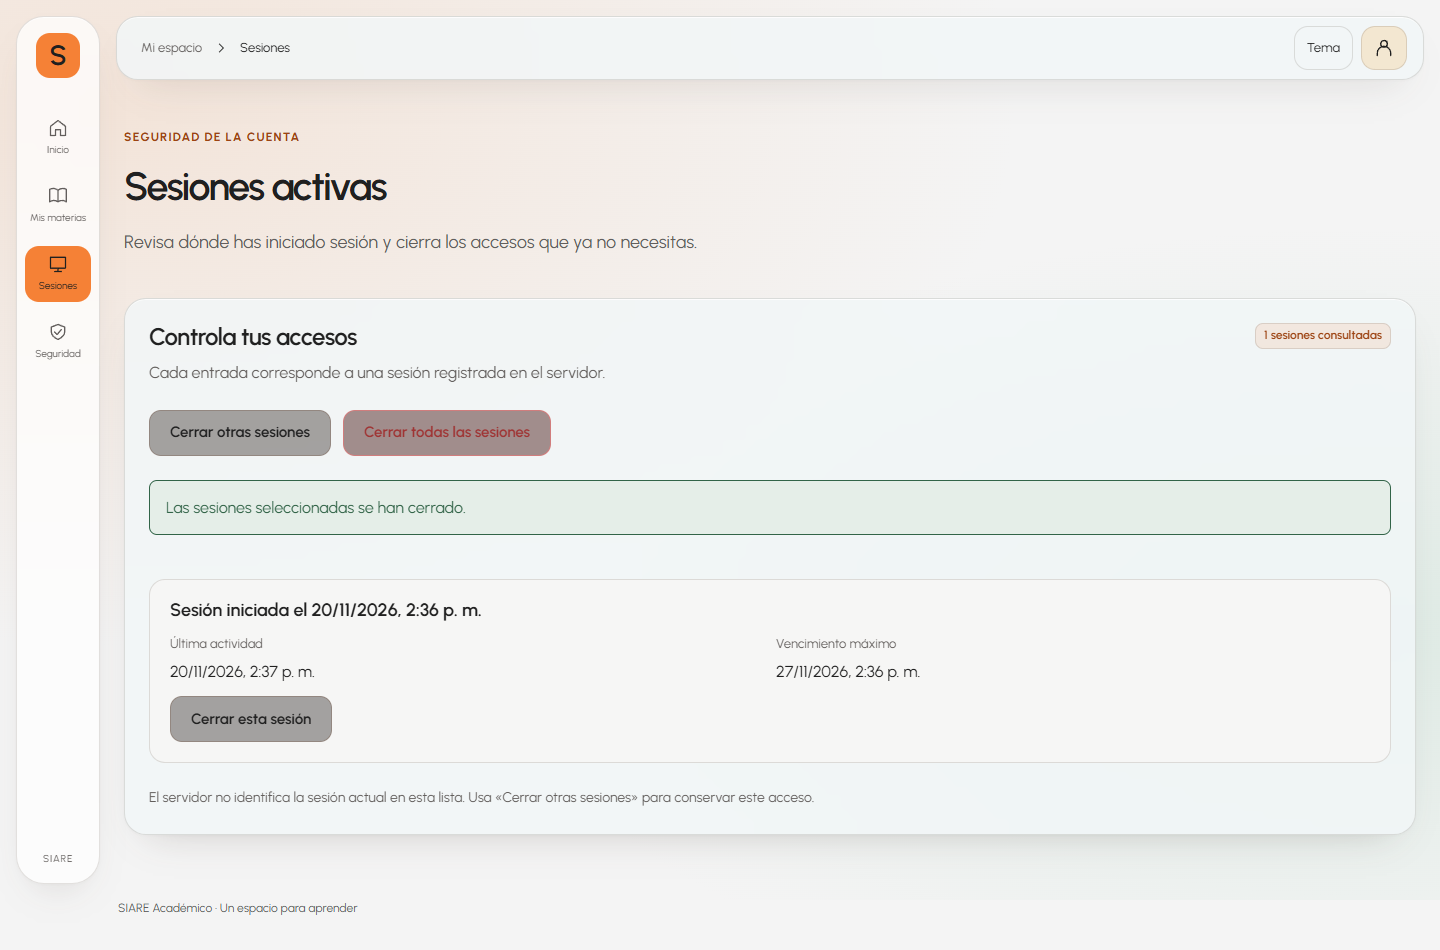 S
Mi espacio > Sesiones
Tema
Inicio
Mis materias
Sesiones
Seguridad
SIARE
SEGURIDAD DE LA CUENTA
Sesiones activas
Revisa dónde has iniciado sesión y cierra los accesos que ya no necesitas.
Controla tus accesos
1 sesiones consultadas
Cada entrada corresponde a una sesión registrada en el servidor.
Cerrar otras sesiones
Cerrar todas las sesiones
Las sesiones seleccionadas se han cerrado.
Sesión iniciada el 20/11/2026, 2:36 p. m.
Última actividad
20/11/2026, 2:37 p. m.
Vencimiento máximo
27/11/2026, 2:36 p. m.
Cerrar esta sesión
El servidor no identifica la sesión actual en esta lista. Usa «Cerrar otras sesiones» para conservar este acceso.
SIARE Académico · Un espacio para aprender